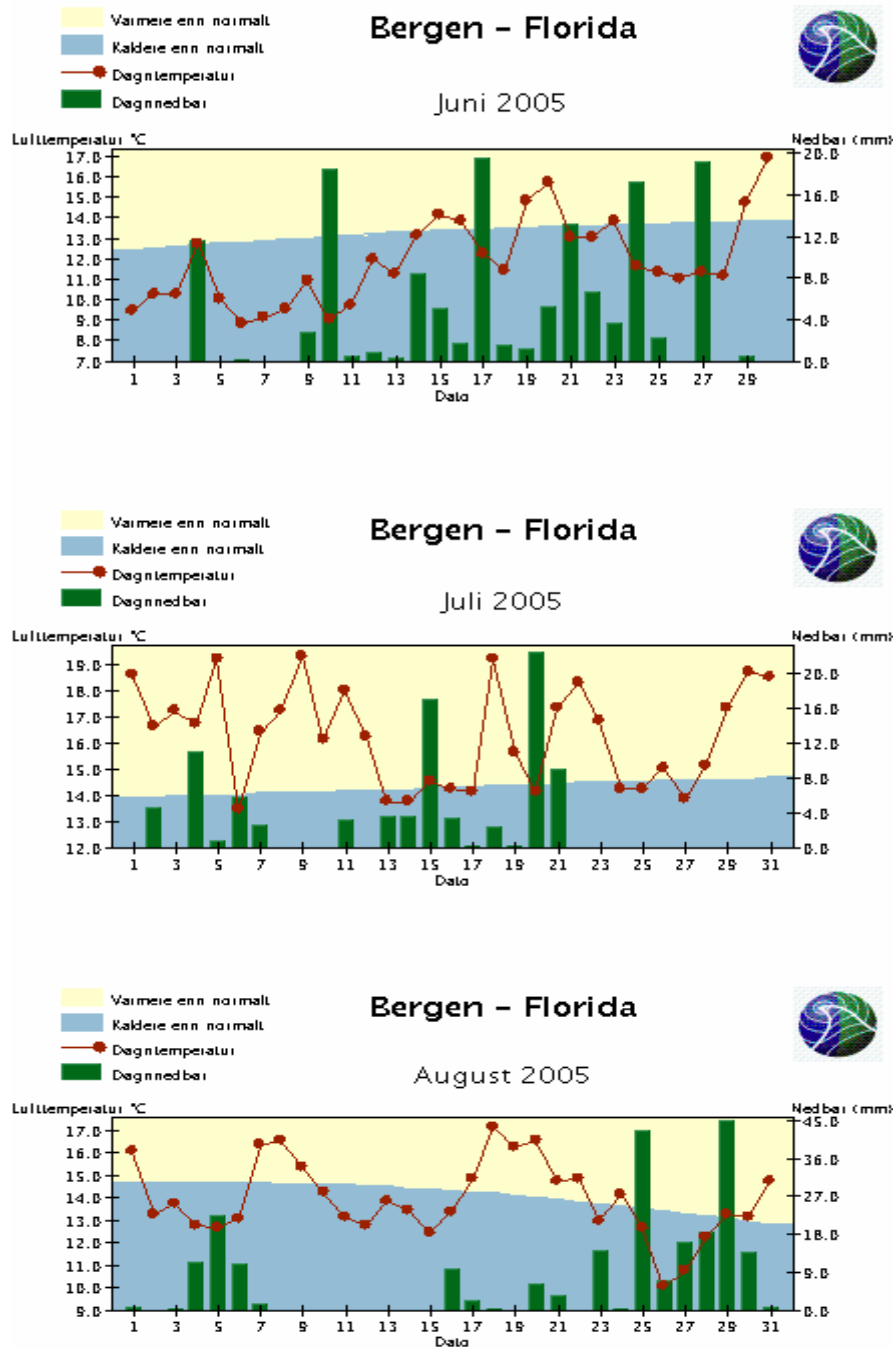 Varmere enn normalt
Kaldere enn normalt
Døgntemperatur
Døgnnedbør
Bergen – Florida
Juni 2005
Lufttemperatur °C
Nedbør (mm)
17.0
16.0
15.0
14.0
13.0
12.0
11.0
10.0
9.0
8.0
7.0
20.0
16.0
12.0
8.0
4.0
0.0
1 3 5 7 9 11 13 15 17 19 21 23 25 27 29
Dato
Varmere enn normalt
Kaldere enn normalt
Døgntemperatur
Døgnnedbør
Bergen – Florida
Juli 2005
Lufttemperatur °C
Nedbør (mm)
19.0
18.0
17.0
16.0
15.0
14.0
13.0
12.0
20.0
16.0
12.0
8.0
4.0
0.0
1 3 5 7 9 11 13 15 17 19 21 23 25 27 29 31
Dato
Varmere enn normalt
Kaldere enn normalt
Døgntemperatur
Døgnnedbør
Bergen – Florida
August 2005
Lufttemperatur °C
Nedbør (mm)
17.0
16.0
15.0
14.0
13.0
12.0
11.0
10.0
9.0
45.0
36.0
27.0
18.0
9.0
0.0
1 3 5 7 9 11 13 15 17 19 21 23 25 27 29 31
Dato